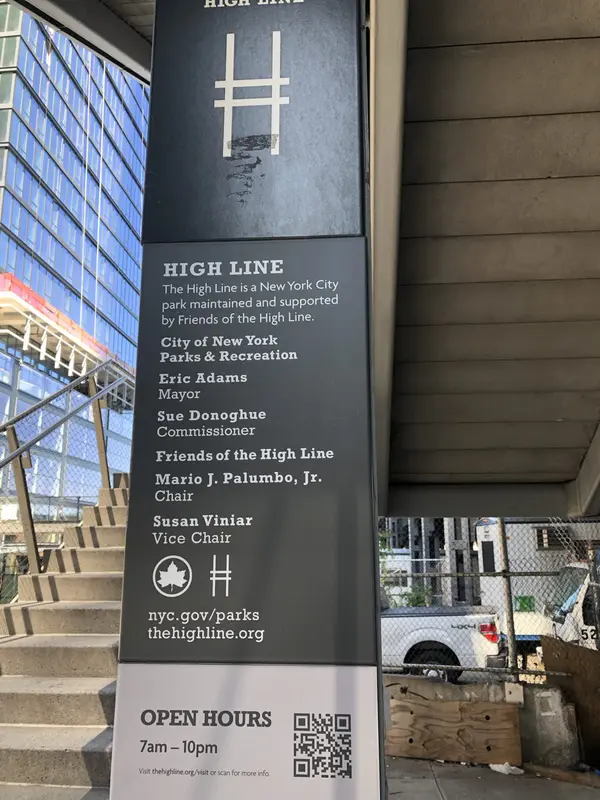 HIGH LINE
HIGH LINE
The High Line is a New York City
park maintained and supported
by Friends of the High Line.
City of New York
Parks & Recreation
Eric Adams
Mayor
Sue Donoghue
Commissioner
Friends of the High Line
Mario J. Palumbo, Jr.
Chair
Susan Viniar
Vice Chair
nyc.gov/parks
thehighline.org
OPEN HOURS
7am – 10pm
Visit thehighline.org/visit or scan for more info.
4X4
52